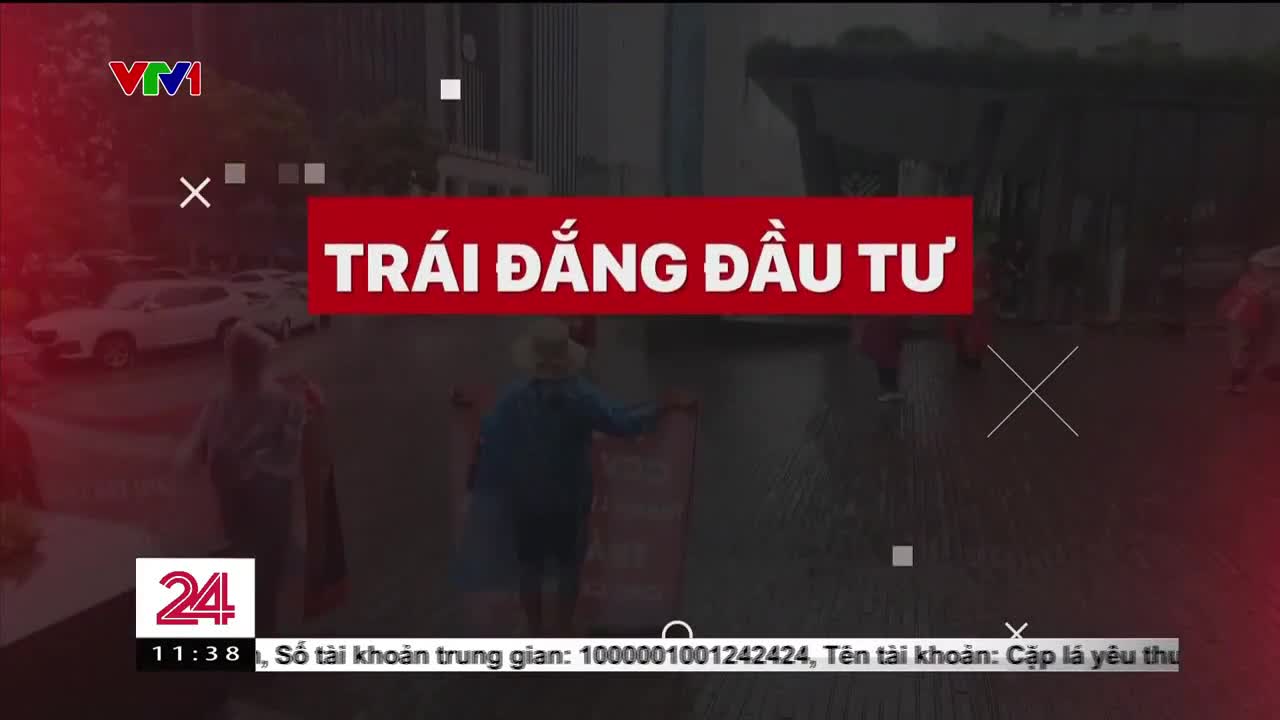 VTV1
TRÁI ĐẮNG ĐẦU TƯ
24
11:38
, Số tài khoản trung gian: 1000001001242424, Tên tài khoản: Cặp lá yêu thư